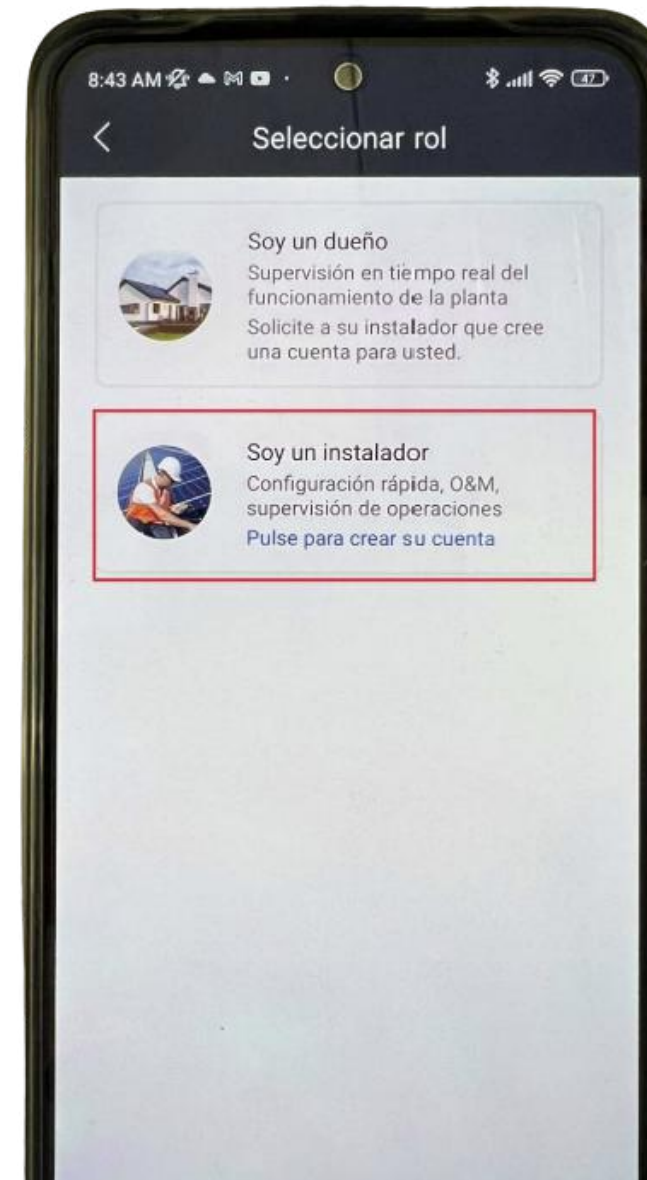 8:43 AM
47
Seleccionar rol
Soy un dueño
Supervisión en tiempo real del
funcionamiento de la planta
Solicite a su instalador que cree
una cuenta para usted.
Soy un instalador
Configuración rápida, O&M,
supervisión de operaciones
Pulse para crear su cuenta